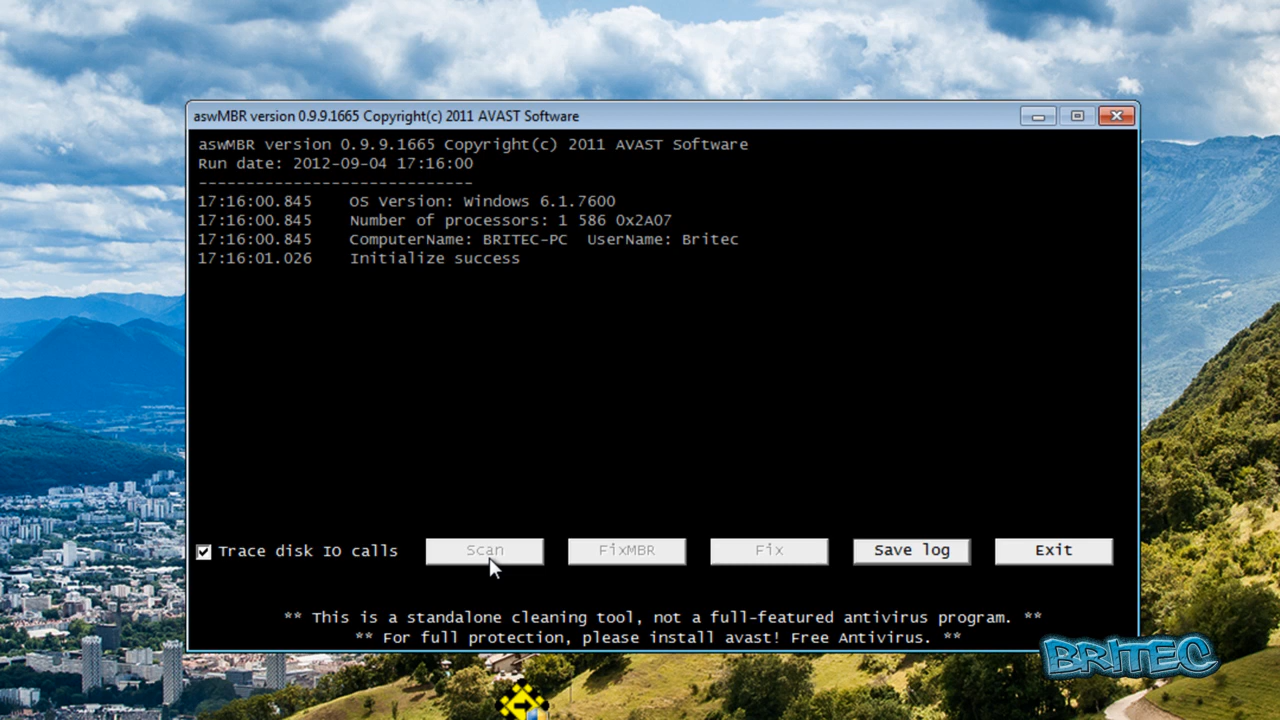 aswMBR version 0.9.9.1665 Copyright(c) 2011 AVAST Software
aswMBR version 0.9.9.1665 Copyright(c) 2011 AVAST Software
Run date: 2012-09-04 17:16:00
-----------------------------
17:16:00.845    OS Version: Windows 6.1.7600
17:16:00.845    Number of processors: 1 586 0x2A07
17:16:00.845    ComputerName: BRITEC-PC  UserName: Britec
17:16:01.026    Initialize success
Trace disk IO calls
Scan
FixMBR
Fix
Save log
Exit
** This is a standalone cleaning tool, not a full-featured antivirus program. **
** For full protection, please install avast! Free Antivirus. **
BRITEC